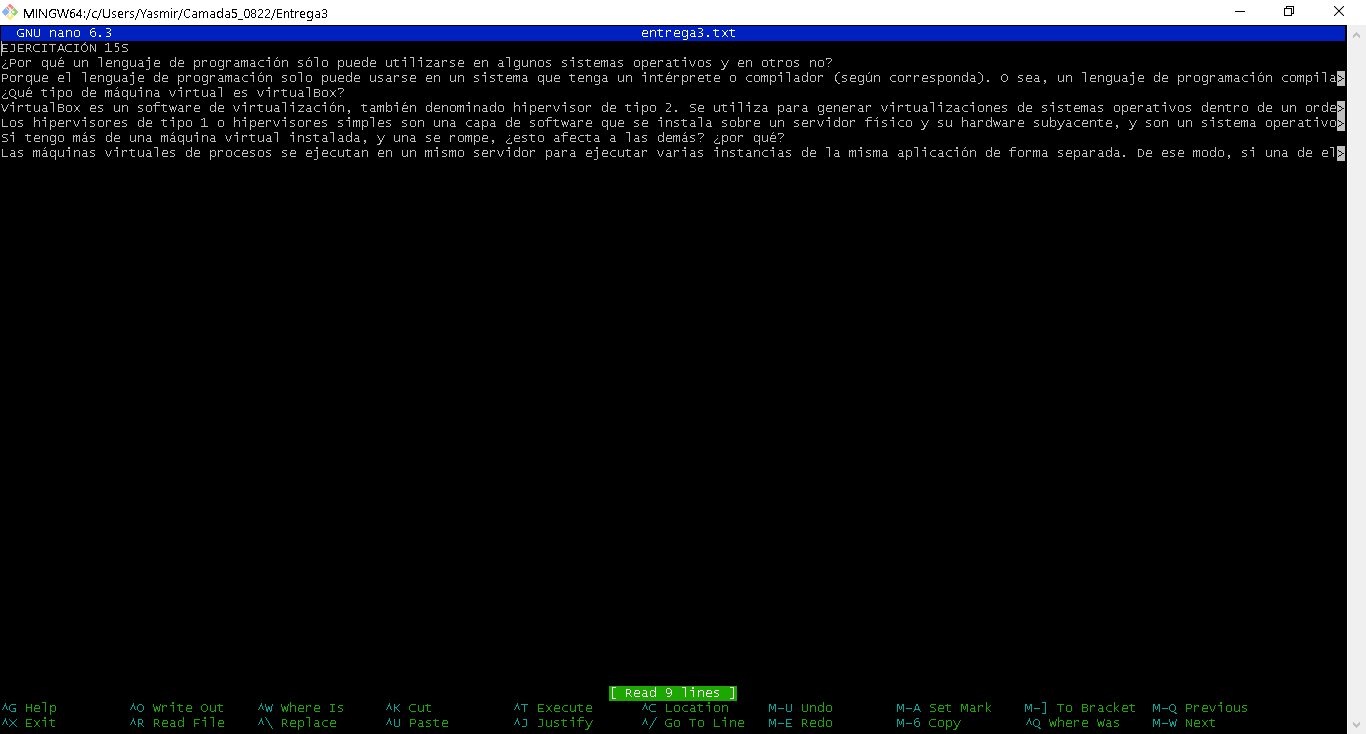 MINGW64:/c/Users/Yasmir/Camada5_0822/Entrega3
GNU nano 6.3 entrega3.txt
EJERCITACIÓN 15S
¿Por qué un lenguaje de programación sólo puede utilizarse en algunos sistemas operativos y en otros no?
Porque el lenguaje de programación solo puede usarse en un sistema que tenga un intérprete o compilador (según corresponda). O sea, un lenguaje de programación compila>
¿Qué tipo de máquina virtual es virtualBox?
VirtualBox es un software de virtualización, también denominado hipervisor de tipo 2. Se utiliza para generar virtualizaciones de sistemas operativos dentro de un orde>
Los hipervisores de tipo 1 o hipervisores simples son una capa de software que se instala sobre un servidor físico y su hardware subyacente, y son un sistema operativo>
Si tengo más de una máquina virtual instalada, y una se rompe, ¿esto afecta a las demás? ¿por qué?
Las máquinas virtuales de procesos se ejecutan en un mismo servidor para ejecutar varias instancias de la misma aplicación de forma separada. De ese modo, si una de el>
[ Read 9 lines ]
^G Help ^O Write Out ^W Where Is ^K Cut ^T Execute ^C Location M-U Undo M-A Set Mark M-] To Bracket M-Q Previous
^X Exit ^R Read File ^\ Replace ^U Paste ^J Justify ^/ Go To Line M-E Redo M-6 Copy ^Q Where Was M-W Next